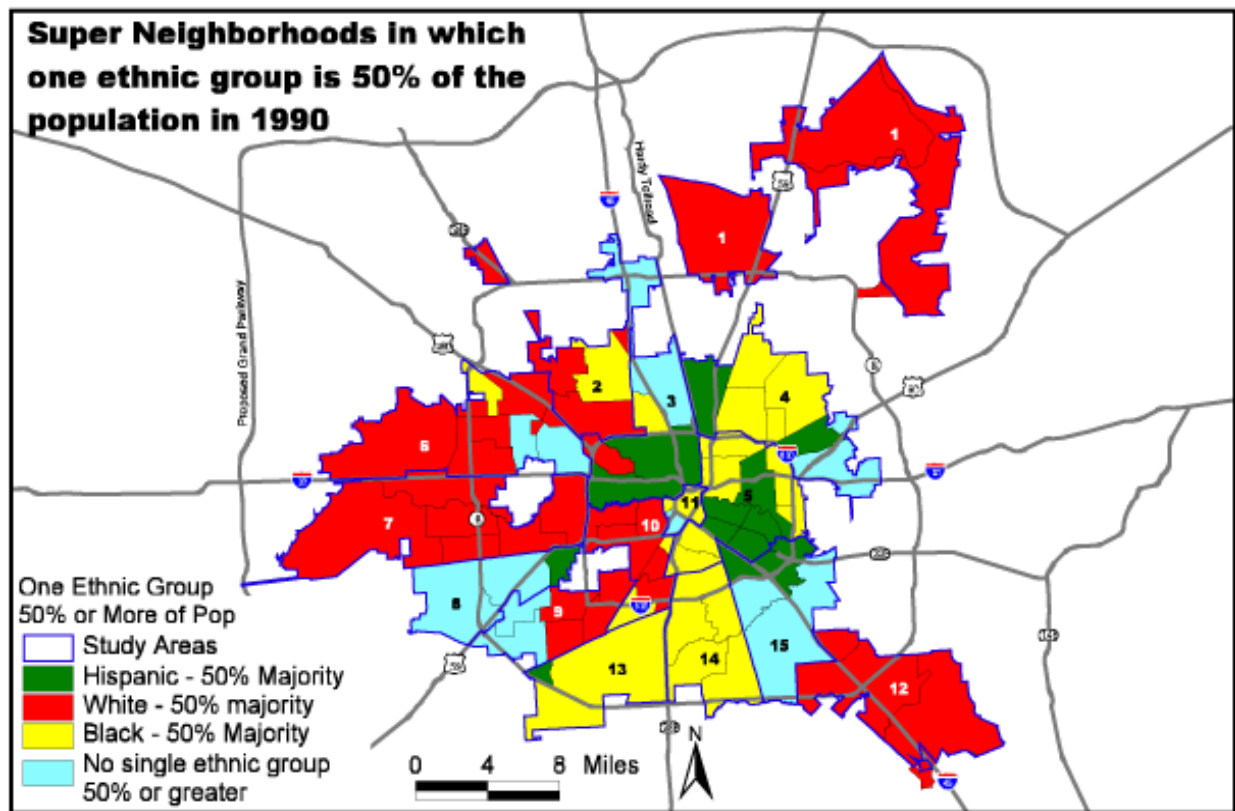 Super Neighborhoods in which
one ethnic group is 50% of the
population in 1990
Hardy Tollroad
Proposed Grand Parkway
1
1
2
3
4
5
6
7
8
8
9
10
11
12
13
14
15
One Ethnic Group
50% or More of Pop
Study Areas
Hispanic - 50% Majority
White - 50% majority
Black - 50% Majority
No single ethnic group
50% or greater
0 4 8 Miles
N